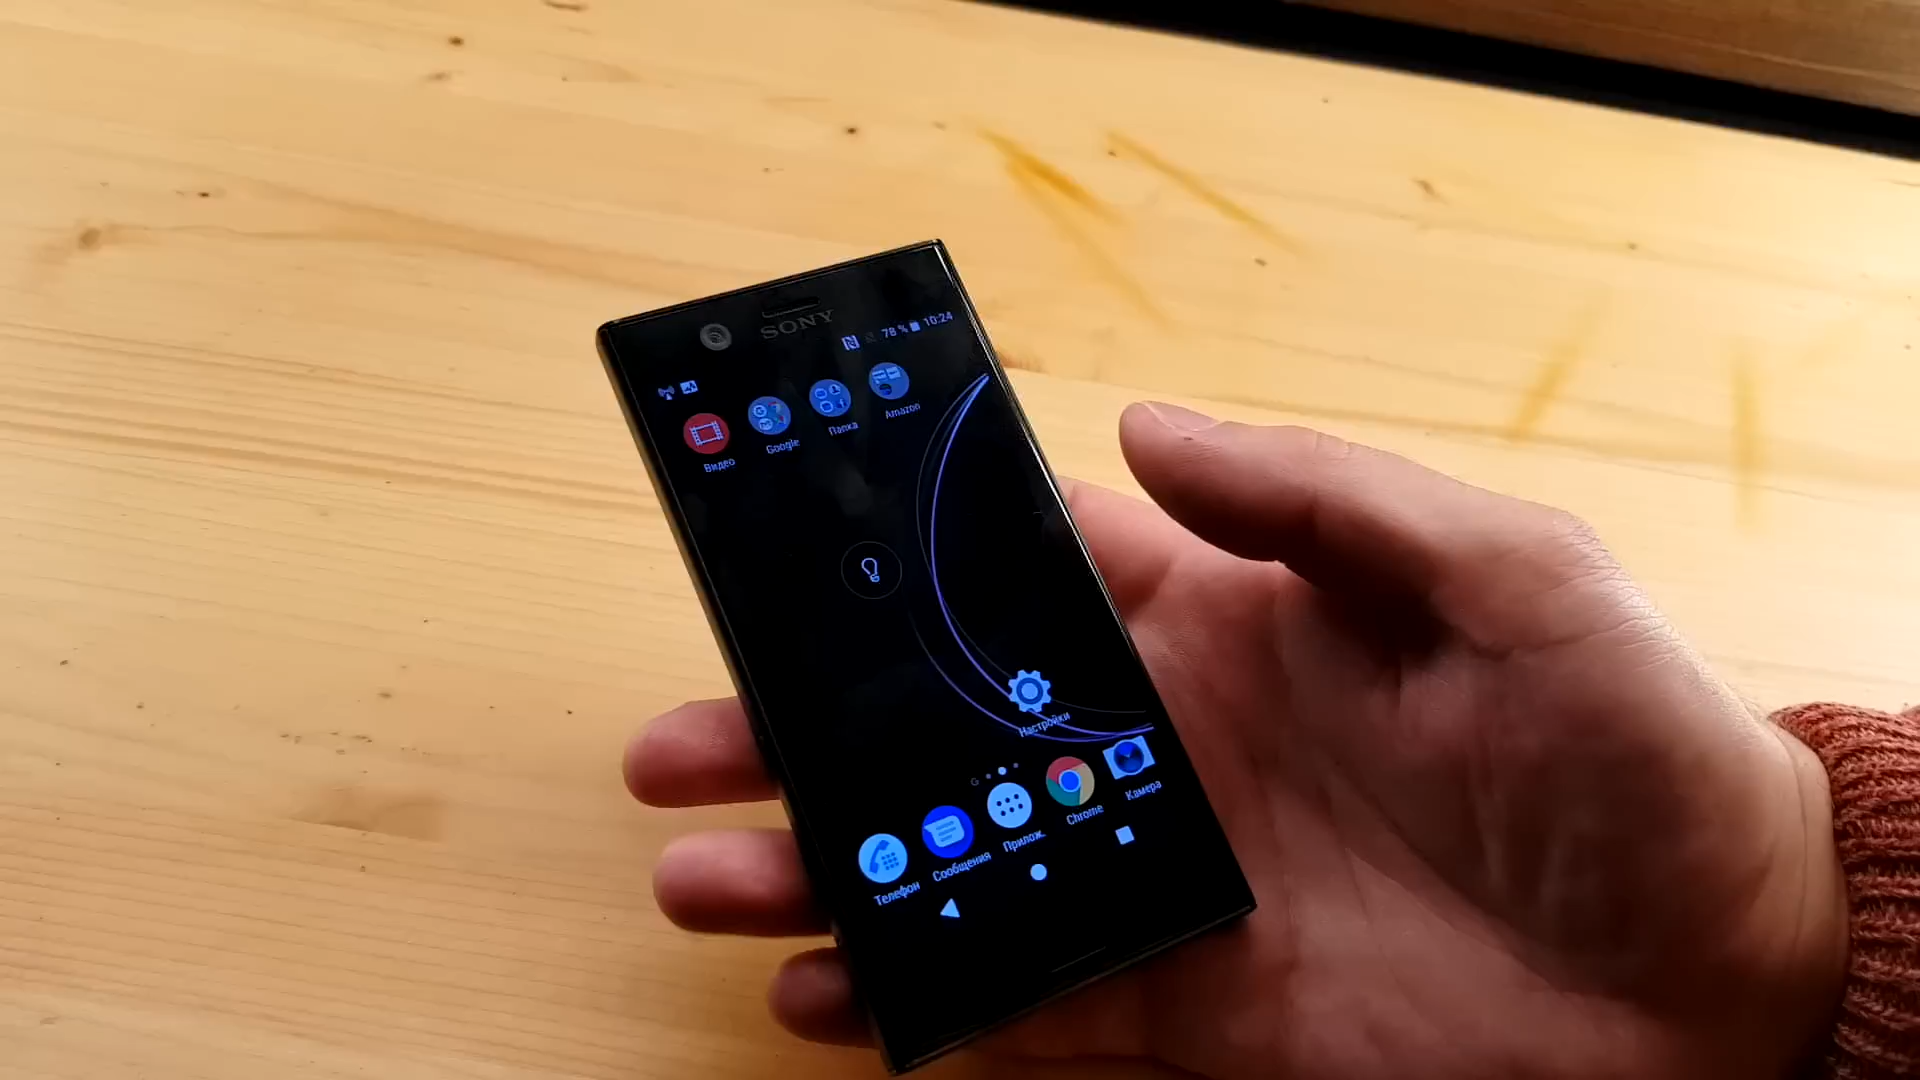 SONY
78 % 10:24
Видео
Google
Папка
Amazon
Настройки
G
Телефон
Сообщения
Прилож.
Chrome
Камера